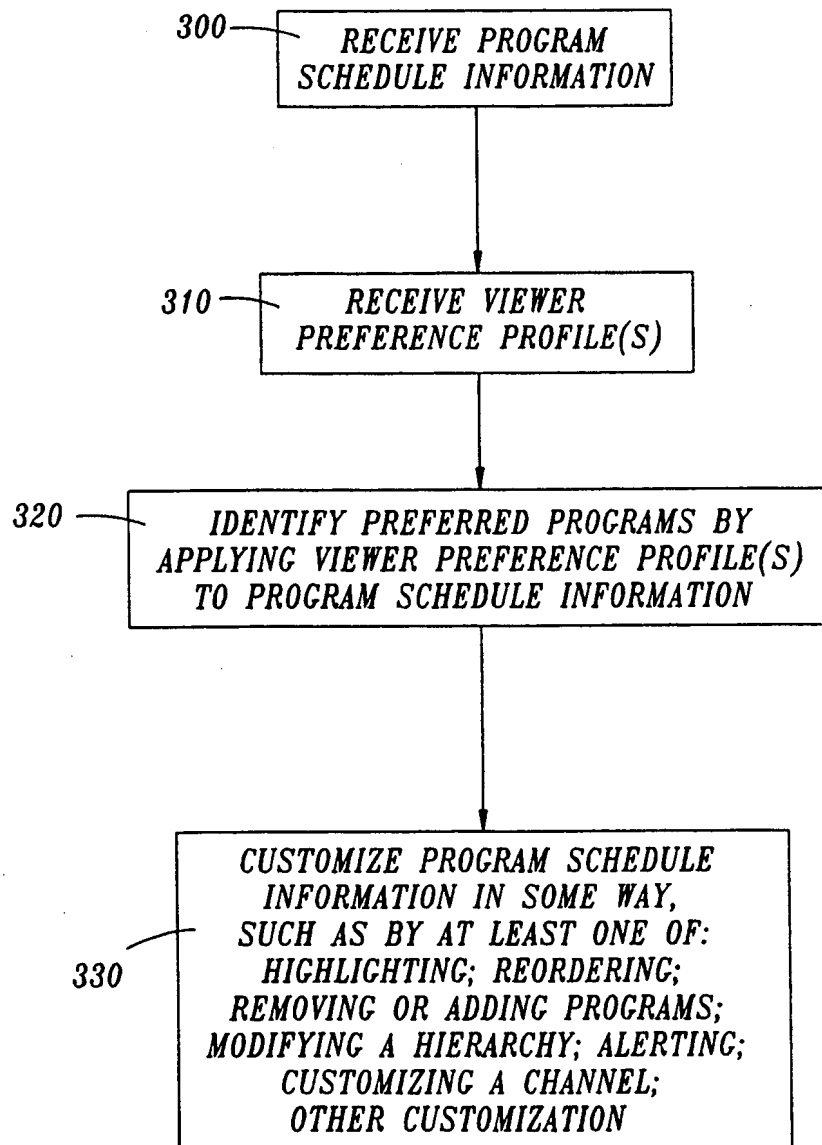 300
RECEIVE PROGRAM
SCHEDULE INFORMATION
310
RECEIVE VIEWER
PREFERENCE PROFILE(S)
320
IDENTIFY PREFERRED PROGRAMS BY
APPLYING VIEWER PREFERENCE PROFILE(S)
TO PROGRAM SCHEDULE INFORMATION
330
CUSTOMIZE PROGRAM SCHEDULE
INFORMATION IN SOME WAY,
SUCH AS BY AT LEAST ONE OF:
HIGHLIGHTING; REORDERING;
REMOVING OR ADDING PROGRAMS;
MODIFYING A HIERARCHY; ALERTING;
CUSTOMIZING A CHANNEL;
OTHER CUSTOMIZATION